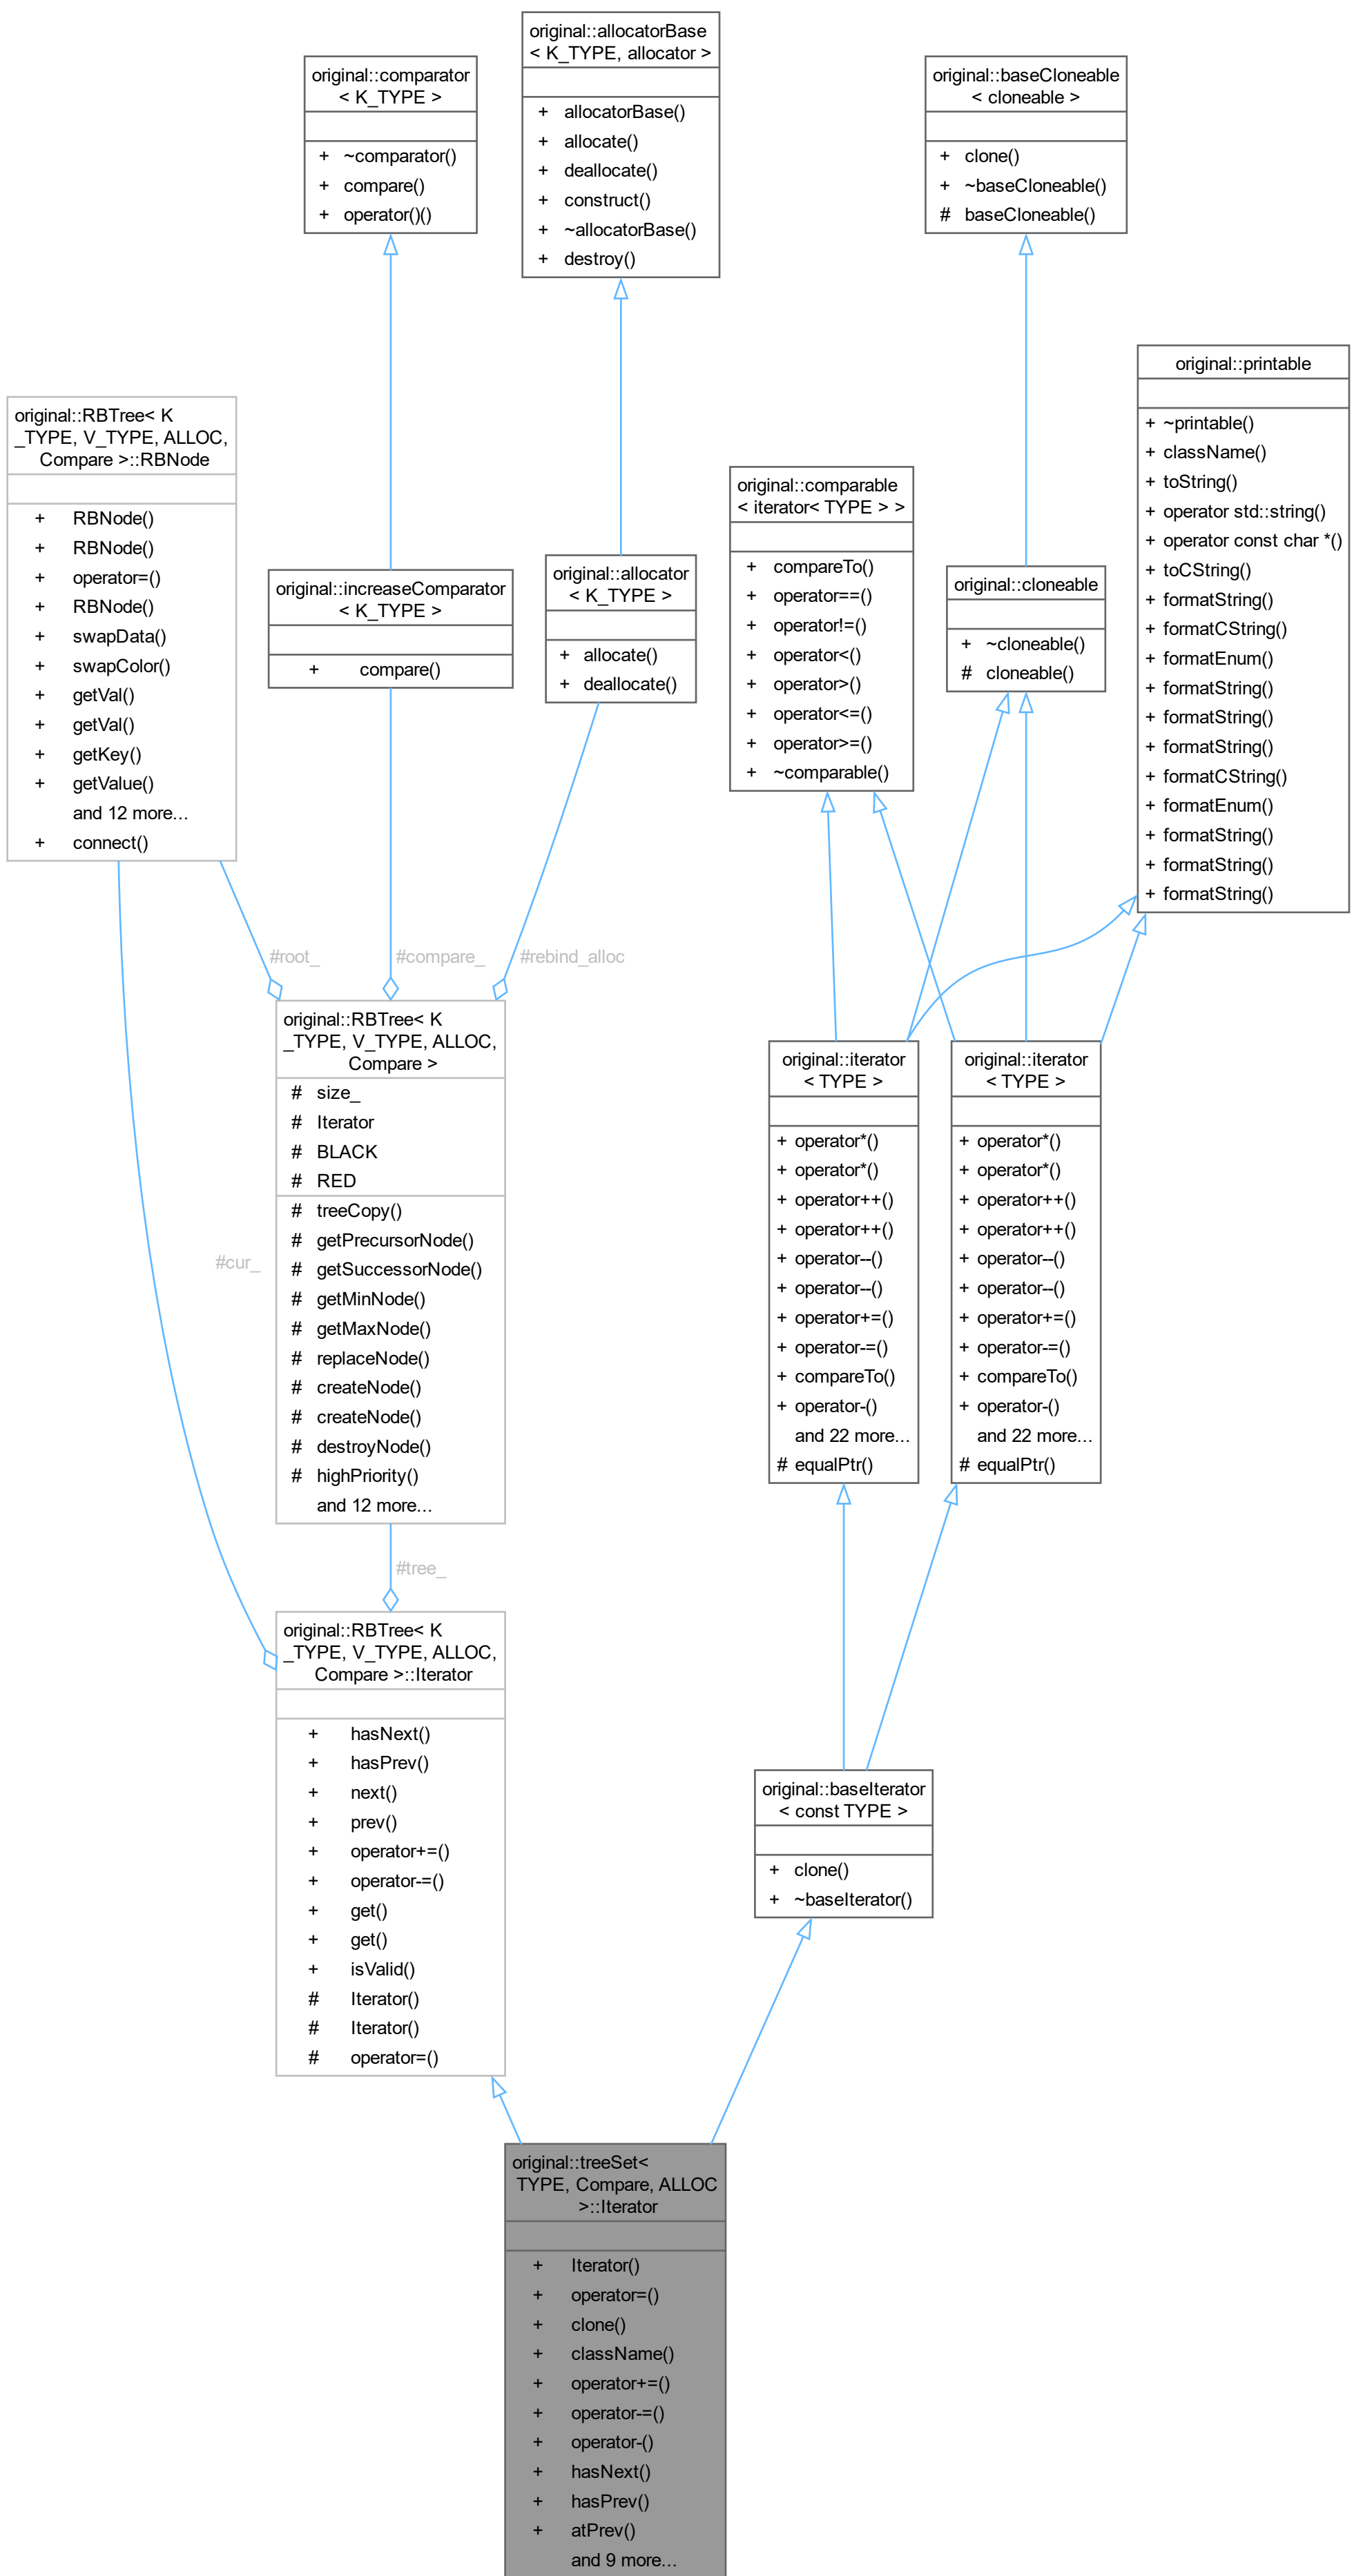 original::allocatorBase
< K_TYPE, allocator >
+ allocatorBase()
+ allocate()
+ deallocate()
+ construct()
+ ~allocatorBase()
+ destroy()
original::comparator
< K_TYPE >
+ ~comparator()
+ compare()
+ operator()()
original::baseCloneable
< cloneable >
+ clone()
+ ~baseCloneable()
# baseCloneable()
original::printable
+ ~printable()
+ className()
+ toString()
+ operator std::string()
+ operator const char *()
+ toCString()
+ formatString()
+ formatCString()
+ formatEnum()
+ formatString()
+ formatString()
+ formatString()
+ formatCString()
+ formatEnum()
+ formatString()
+ formatString()
+ formatString()
original::RBTree< K
_TYPE, V_TYPE, ALLOC,
Compare >::RBNode
+ RBNode()
+ RBNode()
+ operator=()
+ RBNode()
+ swapData()
+ swapColor()
+ getVal()
+ getVal()
+ getKey()
+ getValue()
and 12 more...
+ connect()
original::comparable
< iterator< TYPE > >
+ compareTo()
+ operator==()
+ operator!=()
+ operator<()
+ operator>()
+ operator<=()
+ operator>=()
+ ~comparable()
original::increaseComparator
< K_TYPE >
+ compare()
original::allocator
< K_TYPE >
+ allocate()
+ deallocate()
original::cloneable
+ ~cloneable()
# cloneable()
#root_
#compare_
#rebind_alloc
original::RBTree< K
_TYPE, V_TYPE, ALLOC,
Compare >
# size_
# Iterator
# BLACK
# RED
# treeCopy()
# getPrecursorNode()
# getSuccessorNode()
# getMinNode()
# getMaxNode()
# replaceNode()
# createNode()
# createNode()
# destroyNode()
# highPriority()
and 12 more...
original::iterator
< TYPE >
+ operator*()
+ operator*()
+ operator++()
+ operator++()
+ operator--()
+ operator--()
+ operator+=()
+ operator-=()
+ compareTo()
+ operator-()
and 22 more...
# equalPtr()
original::iterator
< TYPE >
+ operator*()
+ operator*()
+ operator++()
+ operator++()
+ operator--()
+ operator--()
+ operator+=()
+ operator-=()
+ compareTo()
+ operator-()
and 22 more...
# equalPtr()
#cur_
#tree_
original::RBTree< K
_TYPE, V_TYPE, ALLOC,
Compare >::Iterator
+ hasNext()
+ hasPrev()
+ next()
+ prev()
+ operator+=()
+ operator-=()
+ get()
+ get()
+ isValid()
# Iterator()
# Iterator()
# operator=()
original::baseIterator
< const TYPE >
+ clone()
+ ~baseIterator()
original::treeSet<
TYPE, Compare, ALLOC
>::Iterator
+ Iterator()
+ operator=()
+ clone()
+ className()
+ operator+=()
+ operator-=()
+ operator-()
+ hasNext()
+ hasPrev()
+ atPrev()
and 9 more...